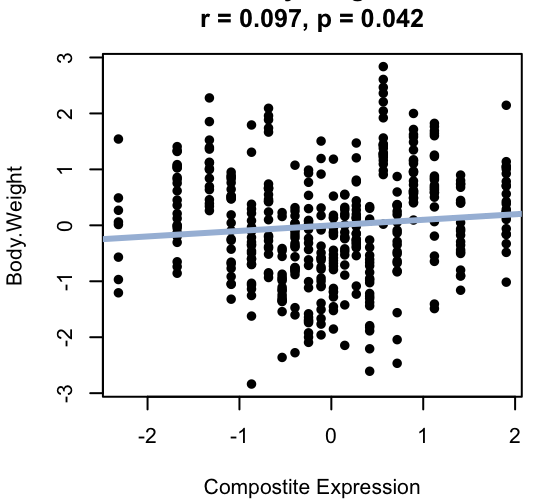 r = 0.097, p = 0.042
Body.Weight
3
2
1
0
-1
-2
-3
-2 -1 0 1 2
Compostite Expression